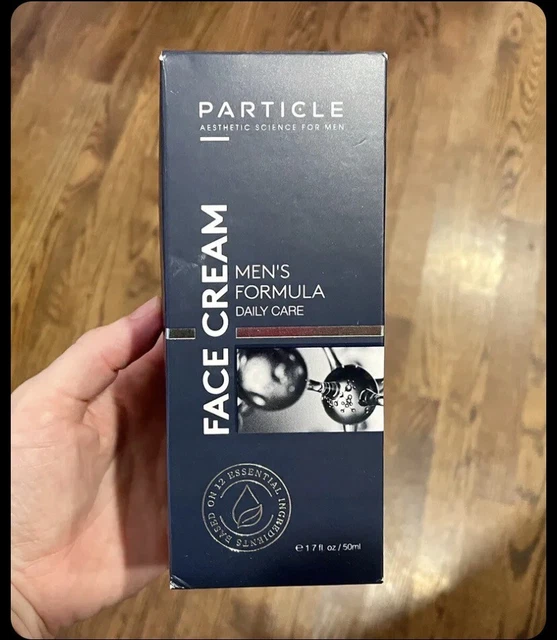 PARTICLE
AESTHETIC SCIENCE FOR MEN
FACE CREAM
MEN'S
FORMULA
DAILY CARE
BASED ON 12 ESSENTIAL INGREDIENTS
℮ 1.7 fl. oz / 50ml